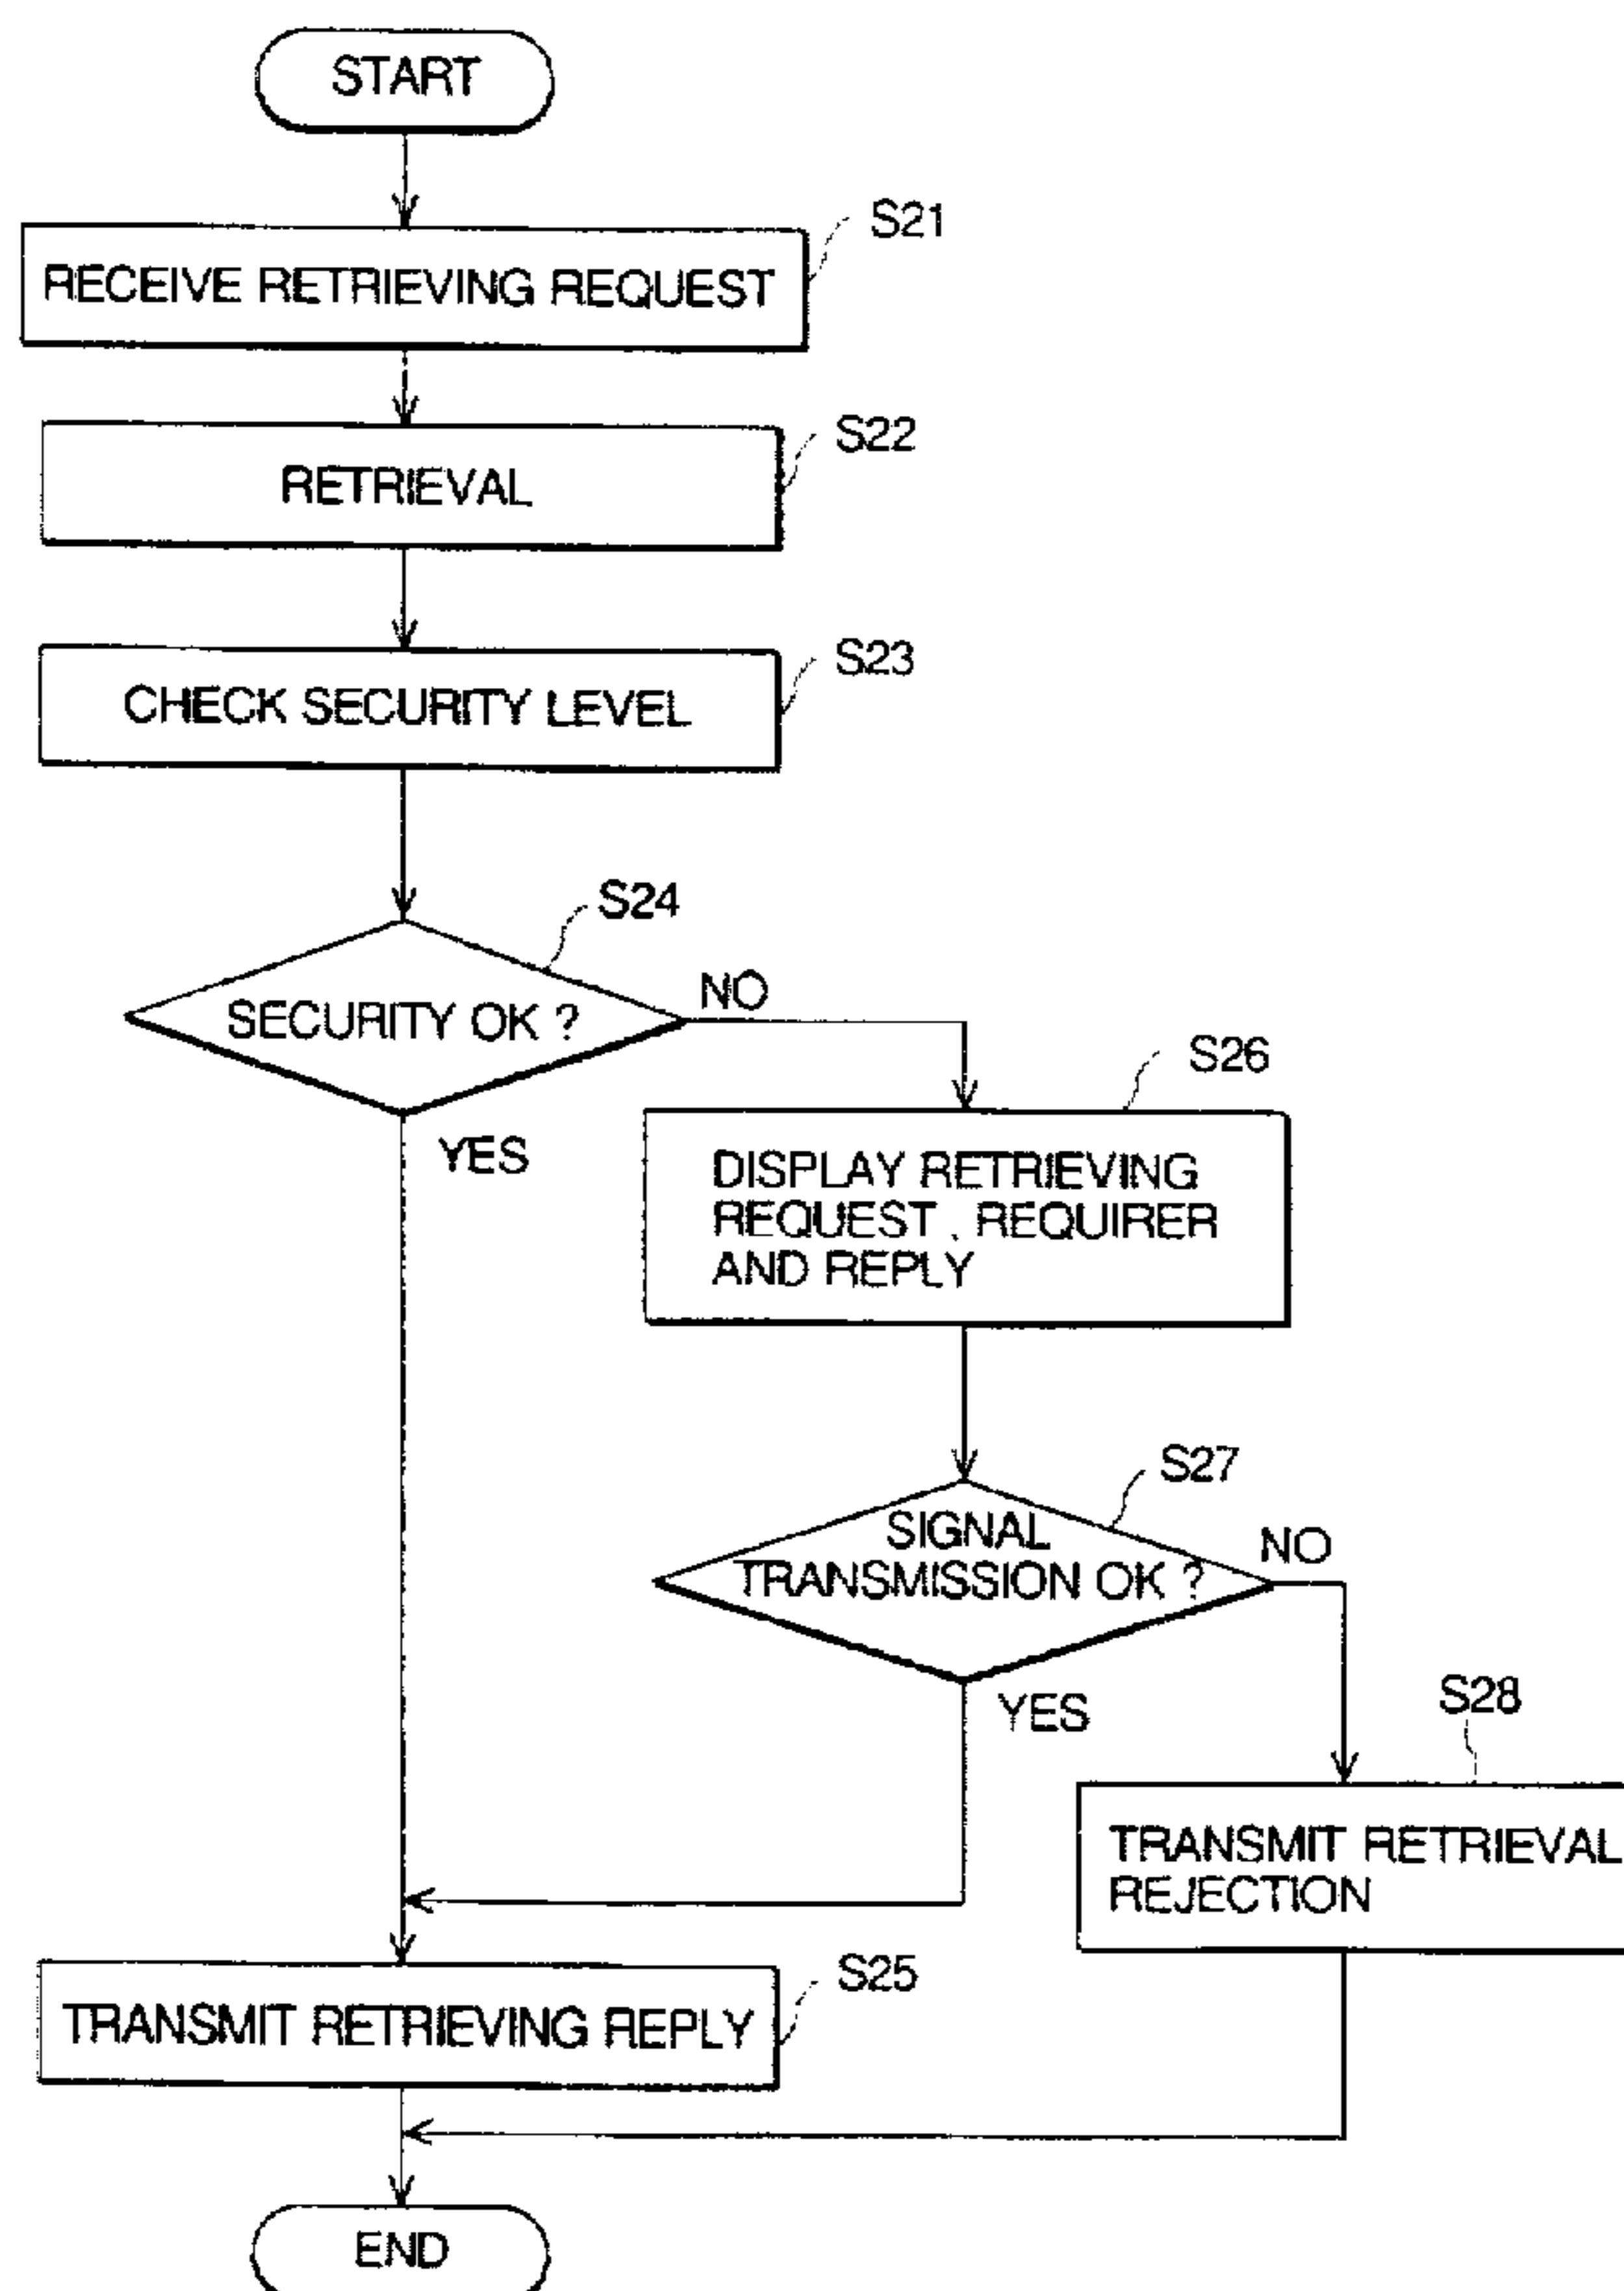 START
S21
RECEIVE RETRIEVING REQUEST
S22
RETRIEVAL
S23
CHECK SECURITY LEVEL
S24
SECURITY OK ?
NO
YES
S26
DISPLAY RETRIEVING
REQUEST , REQUIRER
AND REPLY
S27
SIGNAL
TRANSMISSION OK ?
NO
YES
S28
TRANSMIT RETRIEVAL
REJECTION
S25
TRANSMIT RETRIEVING REPLY
END